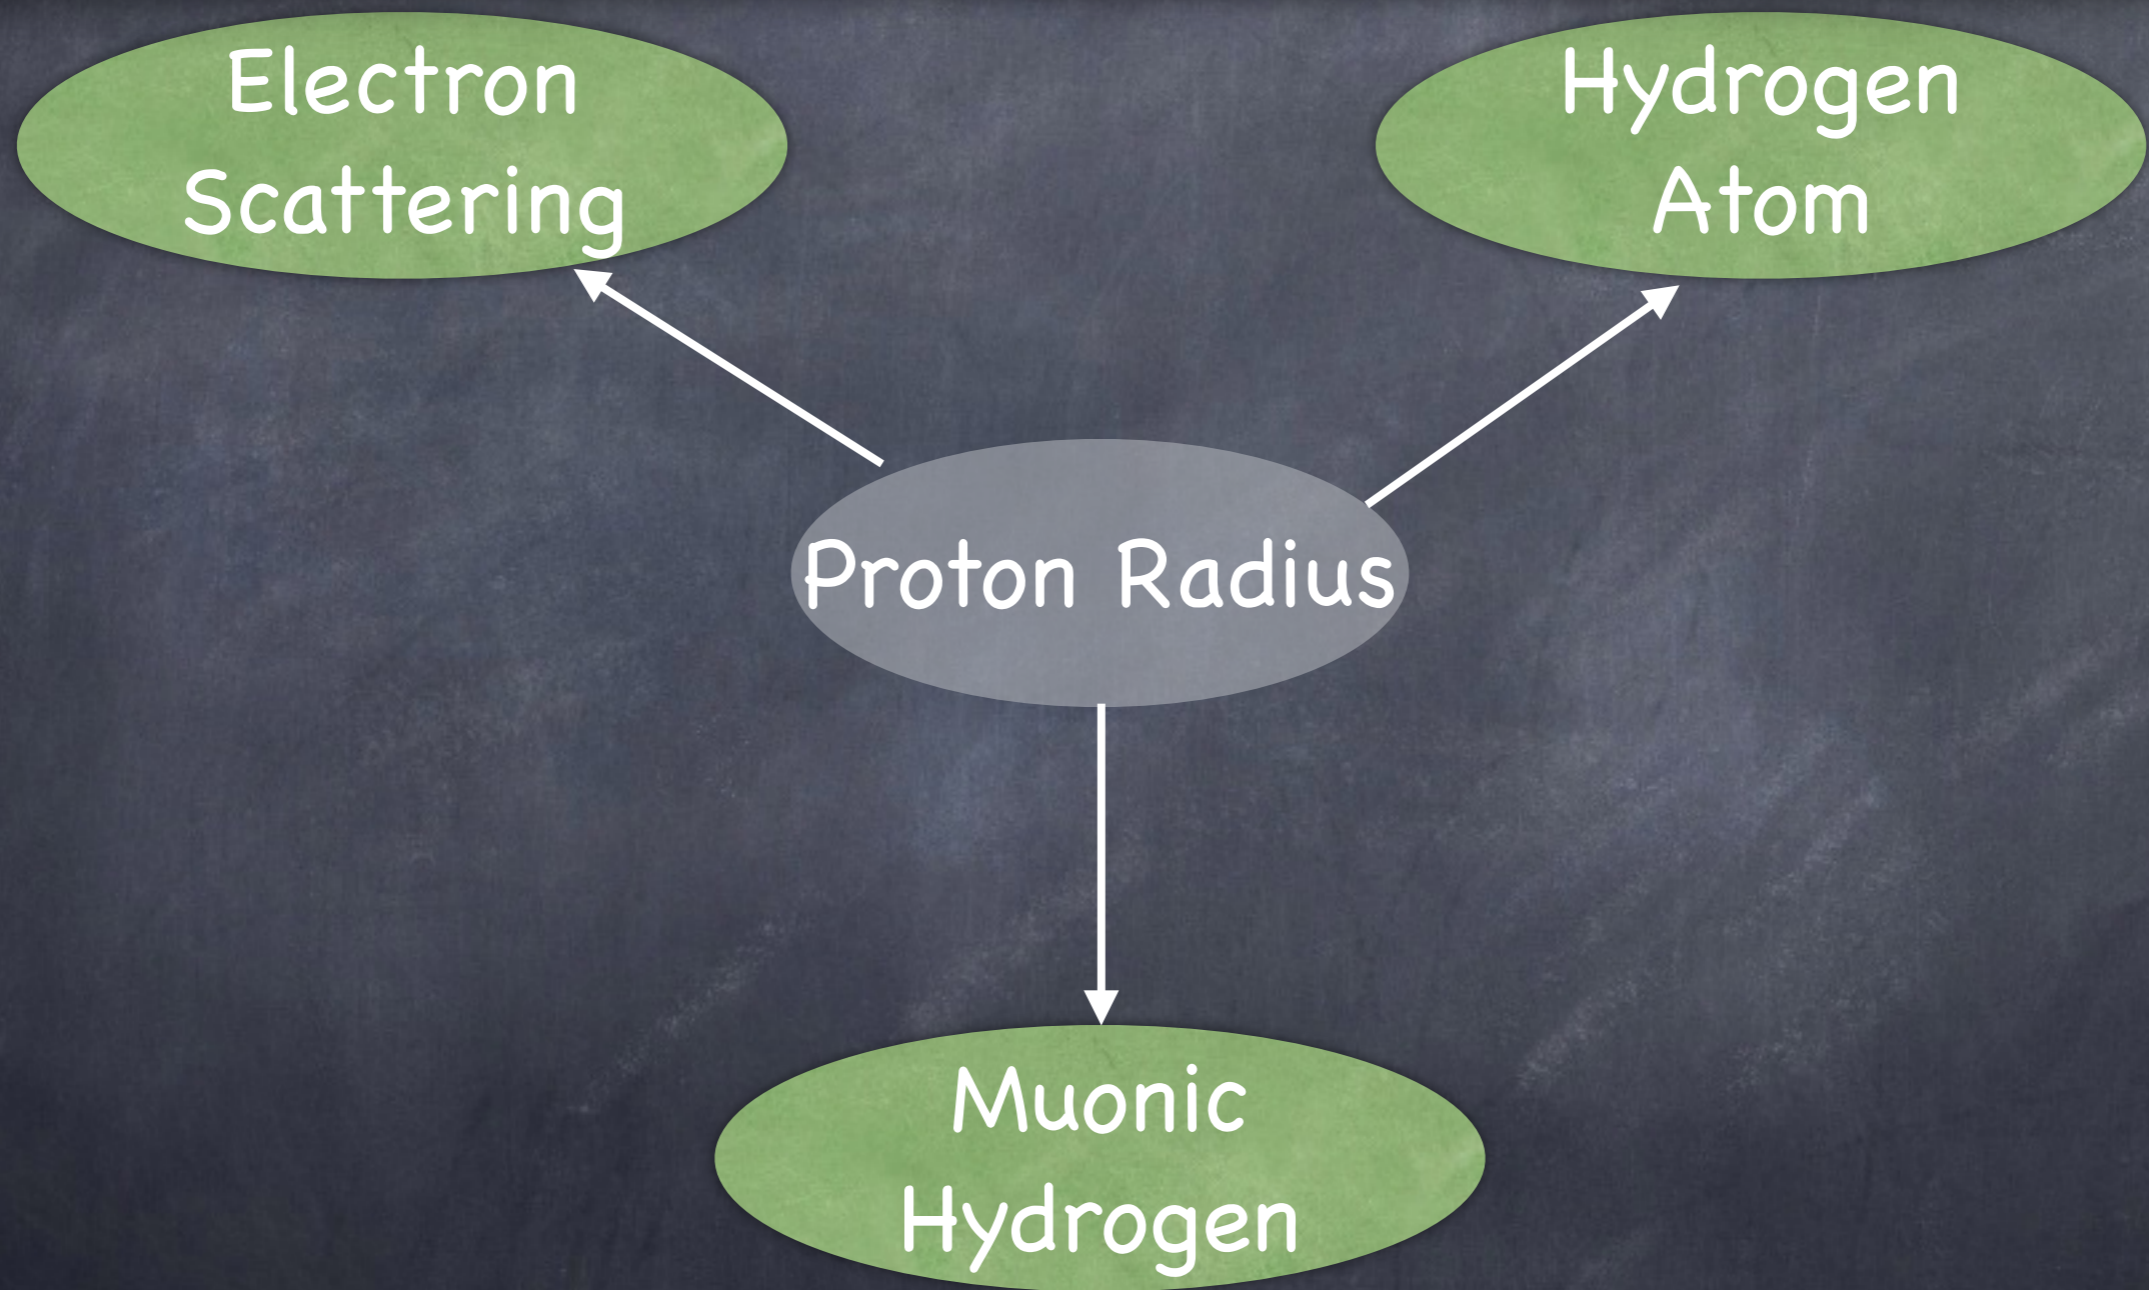 Electron
Scattering
Hydrogen
Atom
Proton Radius
Muonic
Hydrogen